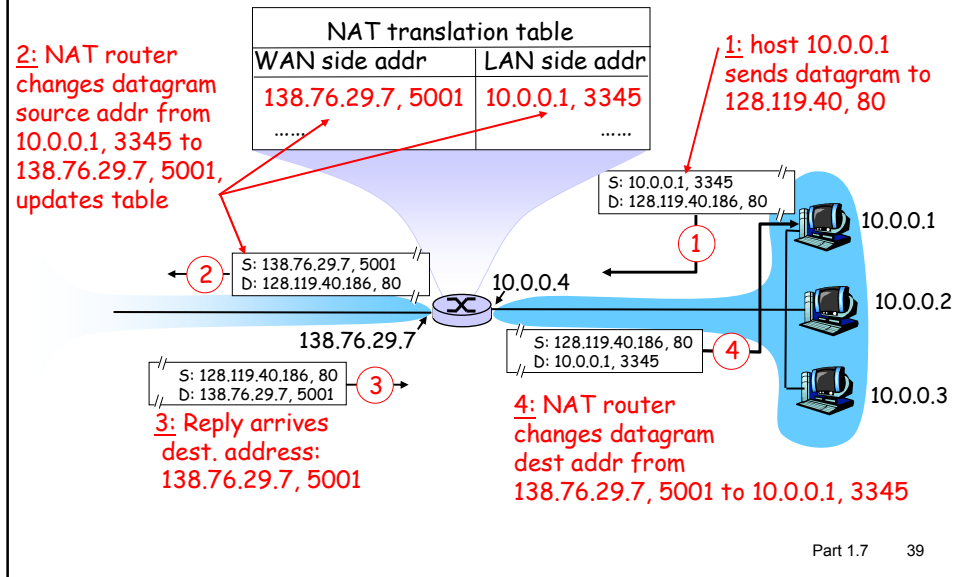 NAT translation table
WAN side addr
LAN side addr
138.76.29.7, 5001
10.0.0.1, 3345
......
......
2: NAT router
changes datagram
source addr from
10.0.0.1, 3345 to
138.76.29.7, 5001,
updates table
1: host 10.0.0.1
sends datagram to
128.119.40, 80
S: 10.0.0.1, 3345
D: 128.119.40.186, 80
1
10.0.0.1
S: 138.76.29.7, 5001
D: 128.119.40.186, 80
2
10.0.0.4
10.0.0.2
138.76.29.7
S: 128.119.40.186, 80
D: 10.0.0.1, 3345
4
S: 128.119.40.186, 80
D: 138.76.29.7, 5001
3
10.0.0.3
3: Reply arrives
dest. address:
138.76.29.7, 5001
4: NAT router
changes datagram
dest addr from
138.76.29.7, 5001 to 10.0.0.1, 3345
Part 1.7
39